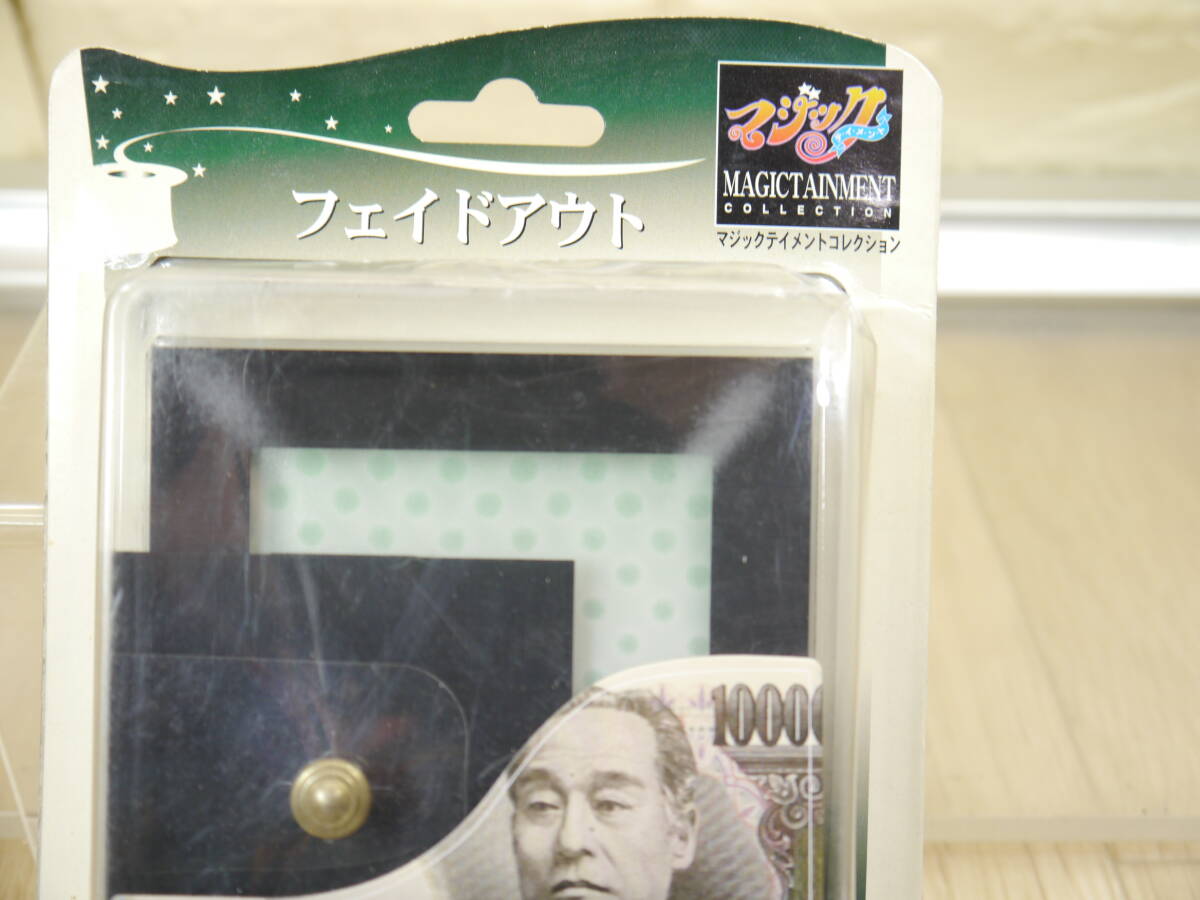 マジック
テイメント
MAGICTAINMENT
COLLECTION
マジックテイメントコレクション
フェイドアウト
1000